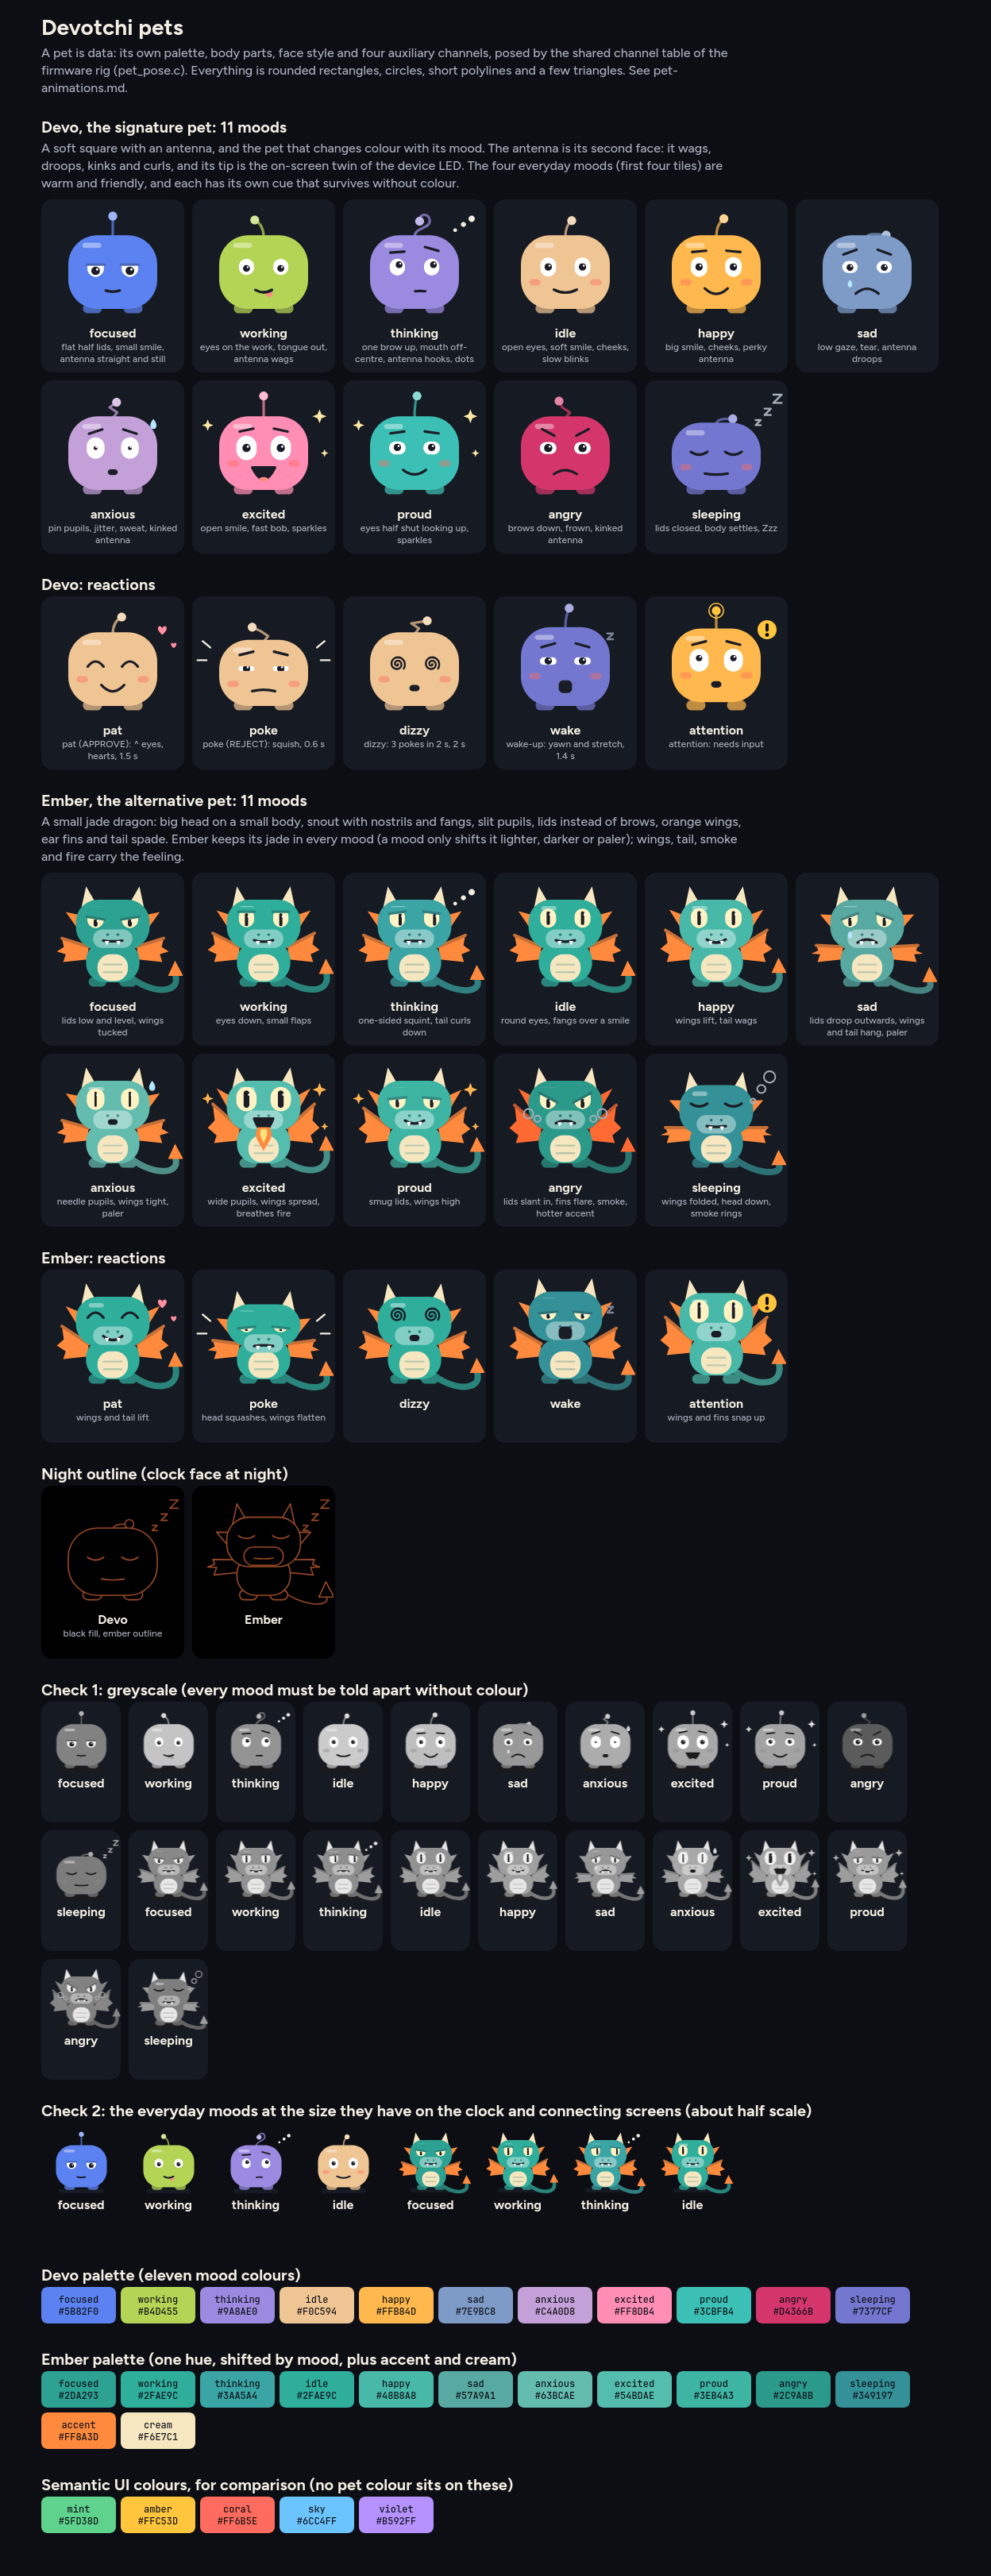 Devotchi pets
A pet is data: its own palette, body parts, face style and four auxiliary channels, posed by the shared channel table of the
firmware rig (pet_pose.c). Everything is rounded rectangles, circles, short polylines and a few triangles. See pet-
animations.md.
Devo, the signature pet: 11 moods
A soft square with an antenna, and the pet that changes colour with its mood. The antenna is its second face: it wags,
droops, kinks and curls, and its tip is the on-screen twin of the device LED. The four everyday moods (first four tiles) are
warm and friendly, and each has its own cue that survives without colour.
focused
flat half lids, small smile,
antenna straight and still
working
eyes on the work, tongue out,
antenna wags
thinking
one brow up, mouth off-
centre, antenna hooks, dots
idle
open eyes, soft smile, cheeks,
slow blinks
happy
big smile, cheeks, perky
antenna
sad
low gaze, tear, antenna
droops
Z
Z
Z
anxious
pin pupils, jitter, sweat, kinked
antenna
excited
open smile, fast bob, sparkles
proud
eyes half shut looking up,
sparkles
angry
brows down, frown, kinked
antenna
sleeping
lids closed, body settles, Zzz
Devo: reactions
pat
pat (APPROVE): ^ eyes,
hearts, 1.5 s
poke
poke (REJECT): squish, 0.6 s
dizzy
dizzy: 3 pokes in 2 s, 2 s
Z
wake
wake-up: yawn and stretch,
1.4 s
!
attention
attention: needs input
Ember, the alternative pet: 11 moods
A small jade dragon: big head on a small body, snout with nostrils and fangs, slit pupils, lids instead of brows, orange wings,
ear fins and tail spade. Ember keeps its jade in every mood (a mood only shifts it lighter, darker or paler); wings, tail, smoke
and fire carry the feeling.
focused
lids low and level, wings
tucked
working
eyes down, small flaps
thinking
one-sided squint, tail curls
down
idle
round eyes, fangs over a smile
happy
wings lift, tail wags
sad
lids droop outwards, wings
and tail hang, paler
anxious
needle pupils, wings tight,
paler
excited
wide pupils, wings spread,
breathes fire
proud
smug lids, wings high
angry
lids slant in, fins flare, smoke,
hotter accent
sleeping
wings folded, head down,
smoke rings
Ember: reactions
pat
wings and tail lift
poke
head squashes, wings flatten
dizzy
Z
wake
!
attention
wings and fins snap up
Night outline (clock face at night)
Z
Z
Z
Devo
black fill, ember outline
Z
Z
Z
Ember
Check 1: greyscale (every mood must be told apart without colour)
focused
working
thinking
idle
happy
sad
anxious
excited
proud
angry
Z
Z
Z
sleeping
focused
working
thinking
idle
happy
sad
anxious
excited
proud
angry
sleeping
Check 2: the everyday moods at the size they have on the clock and connecting screens (about half scale)
focused
working
thinking
idle
focused
working
thinking
idle
Devo palette (eleven mood colours)
focused
#5B82F0
working
#B4D455
thinking
#9A8AE0
idle
#F0C594
happy
#FFB84D
sad
#7E9BC8
anxious
#C4A0D8
excited
#FF8DB4
proud
#3CBFB4
angry
#D4366B
sleeping
#7377CF
Ember palette (one hue, shifted by mood, plus accent and cream)
focused
#2DA293
working
#2FAE9C
thinking
#3AA5A4
idle
#2FAE9C
happy
#48B8A8
sad
#57A9A1
anxious
#63BCAE
excited
#54BDAE
proud
#3EB4A3
angry
#2C9A8B
sleeping
#349197
accent
#FF8A3D
cream
#F6E7C1
Semantic UI colours, for comparison (no pet colour sits on these)
mint
#5FD38D
amber
#FFC53D
coral
#FF6B5E
sky
#6CC4FF
violet
#B592FF